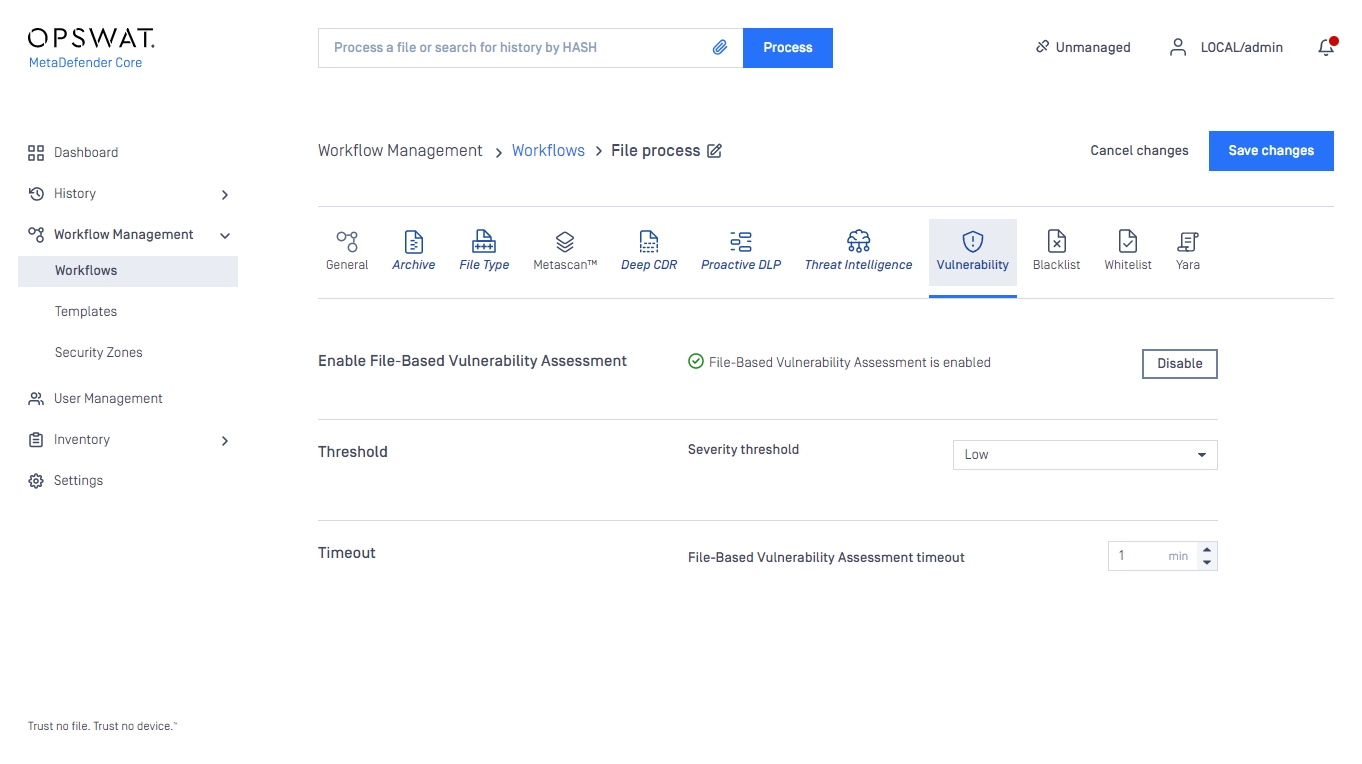 OPSWAT.
MetaDefender Core
Process a file or search for history by HASH
Process
Unmanaged
LOCAL/admin
Dashboard
History
Workflow Management
Workflows
Templates
Security Zones
User Management
Inventory
Settings
Workflow Management > Workflows > File process
Cancel changes
Save changes
General
Archive
File Type
Metascan™
Deep CDR
Proactive DLP
Threat Intelligence
Vulnerability
Blacklist
Whitelist
Yara
Enable File-Based Vulnerability Assessment
File-Based Vulnerability Assessment is enabled
Disable
Threshold
Severity threshold
Low
Timeout
File-Based Vulnerability Assessment timeout
1 min
Trust no file. Trust no device.™